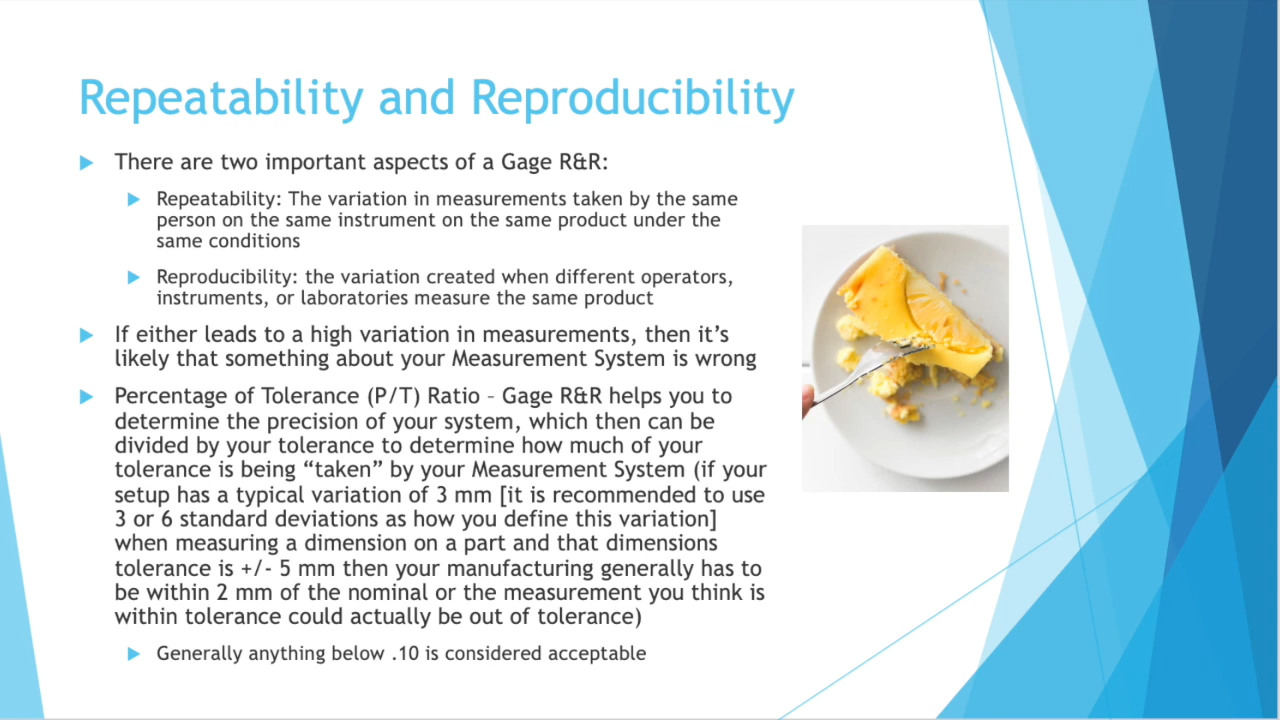 Repeatability and Reproducibility
There are two important aspects of a Gage R&R:
Repeatability: The variation in measurements taken by the same
person on the same instrument on the same product under the
same conditions
Reproducibility: the variation created when different operators,
instruments, or laboratories measure the same product
If either leads to a high variation in measurements, then it's
likely that something about your Measurement System is wrong
Percentage of Tolerance (P/T) Ratio – Gage R&R helps you to
determine the precision of your system, which then can be
divided by your tolerance to determine how much of your
tolerance is being “taken” by your Measurement System (if your
setup has a typical variation of 3 mm [it is recommended to use
3 or 6 standard deviations as how you define this variation]
when measuring a dimension on a part and that dimensions
tolerance is +/- 5 mm then your manufacturing generally has to
be within 2 mm of the nominal or the measurement you think is
within tolerance could actually be out of tolerance)
Generally anything below .10 is considered acceptable